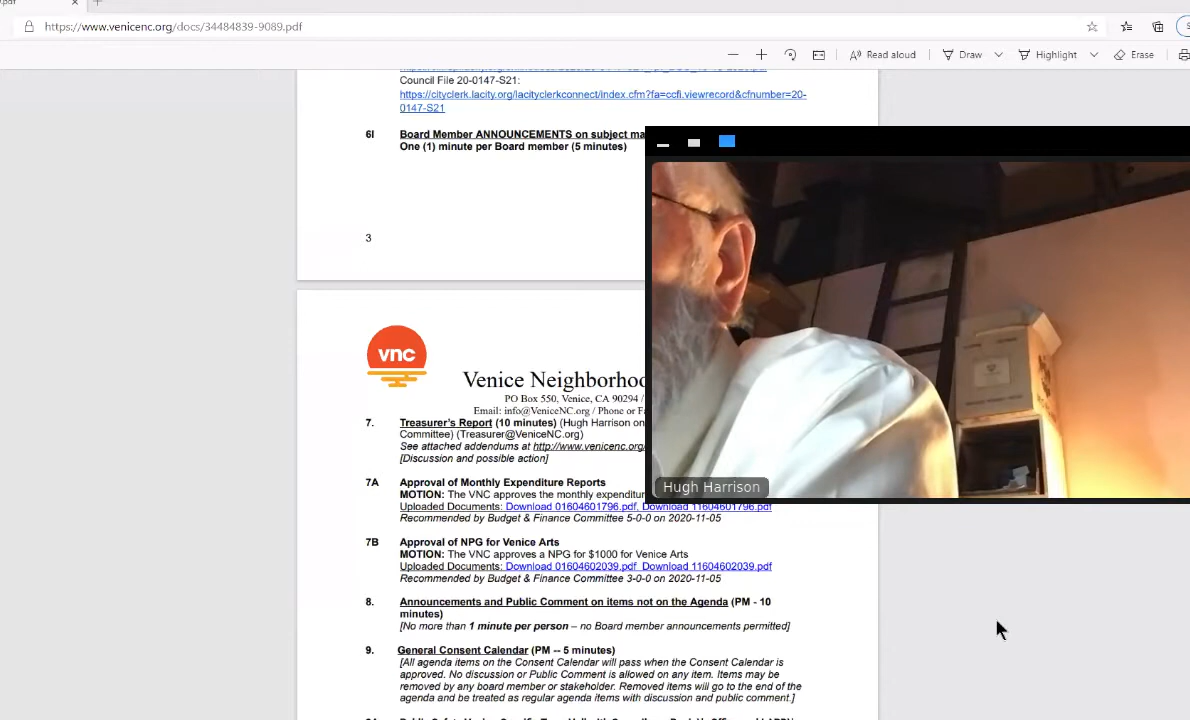 .pdf
https://www.venicenc.org/docs/34484839-9089.pdf
Read aloud
Draw
Highlight
Erase
Council File 20-0147-S21:
https://cityclerk.lacity.org/lacityclerkconnect/index.cfm?fa=ccfi.viewrecord&cfnumber=20-
0147-S21
6I Board Member ANNOUNCEMENTS on subject ma
One (1) minute per Board member (5 minutes)
3
vnc
Venice Neighborhoo
PO Box 550, Venice, CA 90294 /
Email: info@VeniceNC.org / Phone or Fa
7. Treasurer's Report (10 minutes) (Hugh Harrison on
Committee) (Treasurer@VeniceNC.org)
See attached addendums at http://www.venicenc.org/
[Discussion and possible action]
7A Approval of Monthly Expenditure Reports
MOTION: The VNC approves the monthly expenditur
Uploaded Documents: Download 01604601796.pdf, Download 11604601796.pdf
Recommended by Budget & Finance Committee 5-0-0 on 2020-11-05
7B Approval of NPG for Venice Arts
MOTION: The VNC approves a NPG for $1000 for Venice Arts
Uploaded Documents: Download 01604602039.pdf Download 11604602039.pdf
Recommended by Budget & Finance Committee 3-0-0 on 2020-11-05
8. Announcements and Public Comment on items not on the Agenda (PM - 10
minutes)
[No more than 1 minute per person – no Board member announcements permitted]
9. General Consent Calendar (PM -- 5 minutes)
[All agenda items on the Consent Calendar will pass when the Consent Calendar is
approved. No discussion or Public Comment is allowed on any item. Items may be
removed by any board member or stakeholder. Removed items will go to the end of the
agenda and be treated as regular agenda items with discussion and public comment.]
Hugh Harrison